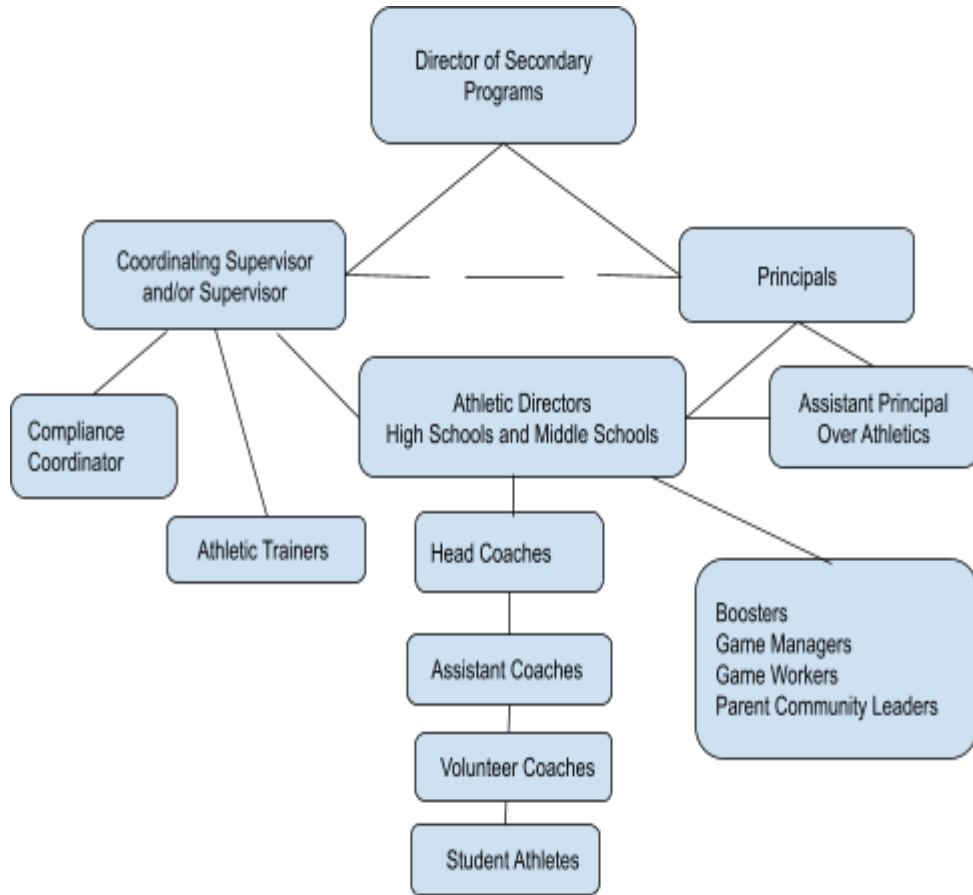 Director of Secondary
Programs
Coordinating Supervisor
and/or Supervisor
Principals
Athletic Directors
High Schools and Middle Schools
Assistant Principal
Over Athletics
Compliance
Coordinator
Athletic Trainers
Head Coaches
Boosters
Game Managers
Game Workers
Parent Community Leaders
Assistant Coaches
Volunteer Coaches
Student Athletes